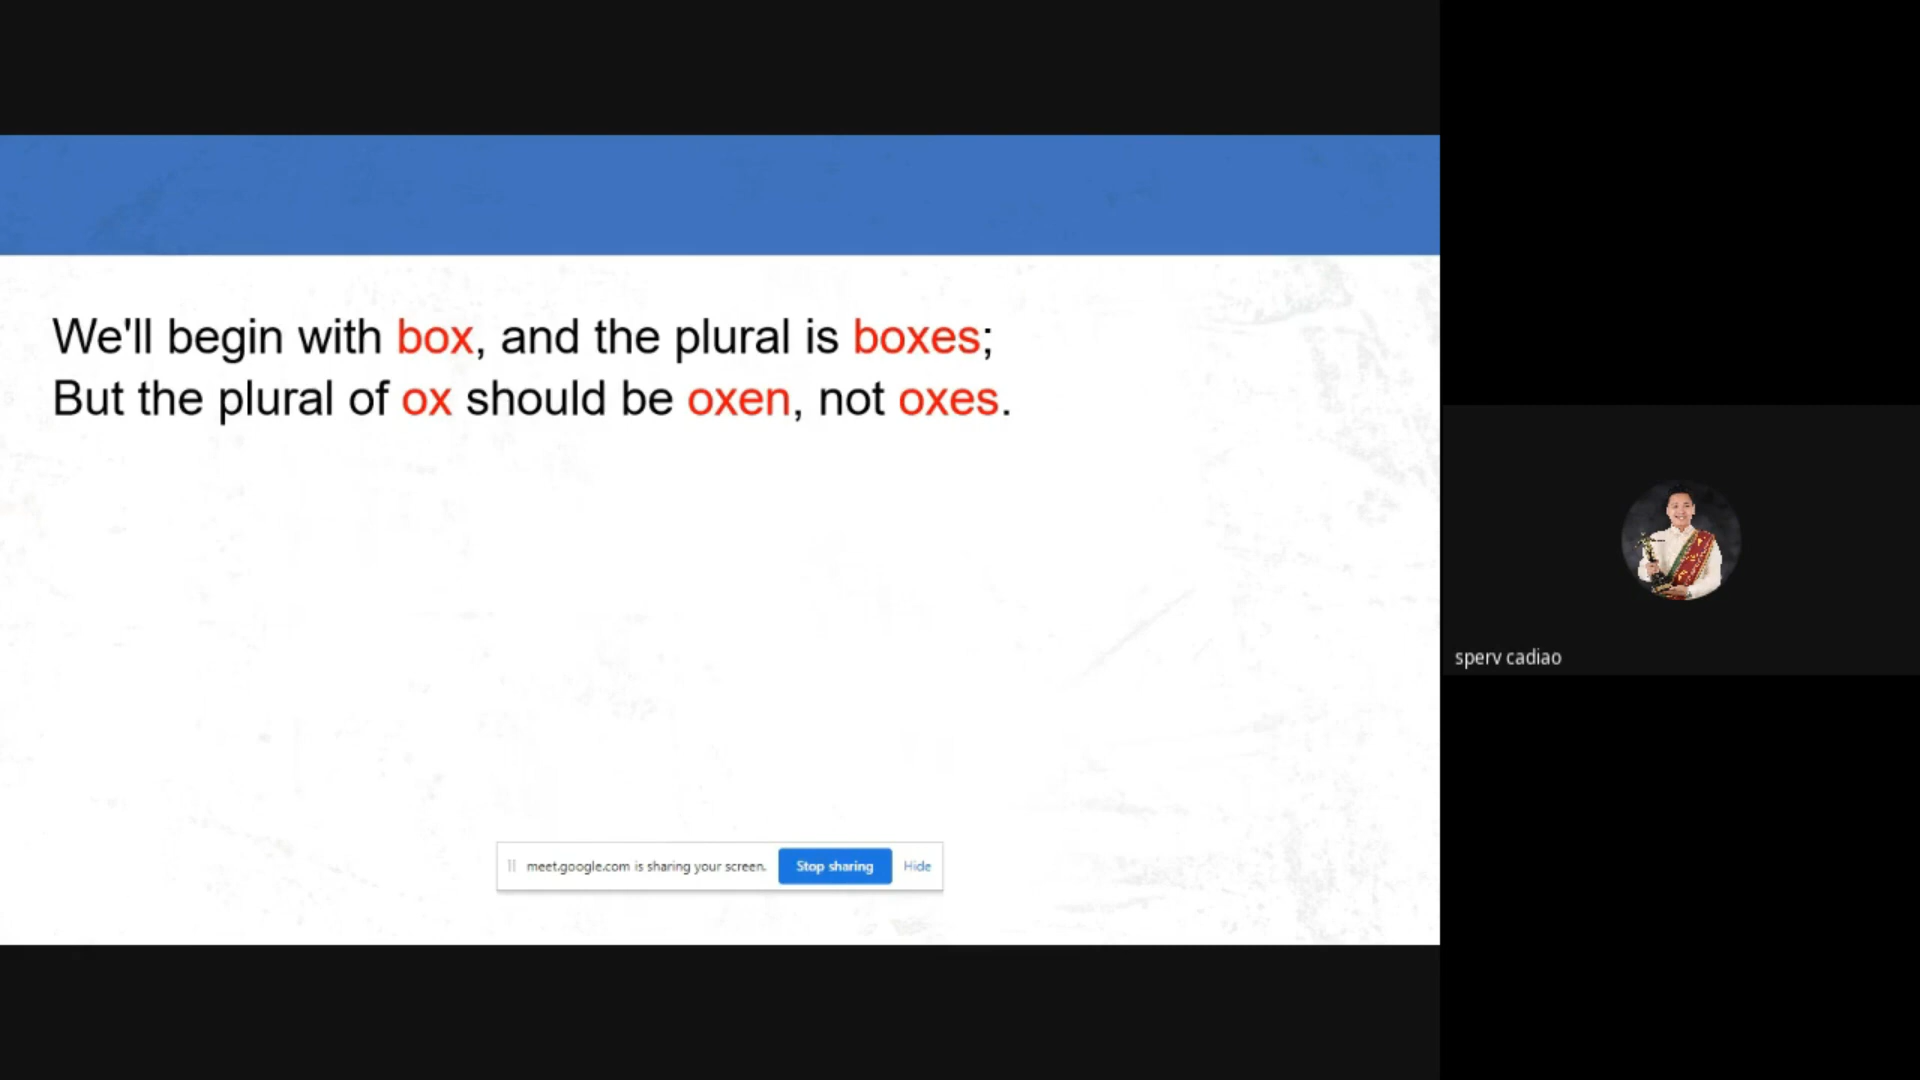 We'll begin with box, and the plural is boxes;
But the plural of ox should be oxen, not oxes.
sperv cadiao
meet.google.com is sharing your screen. Stop sharing Hide